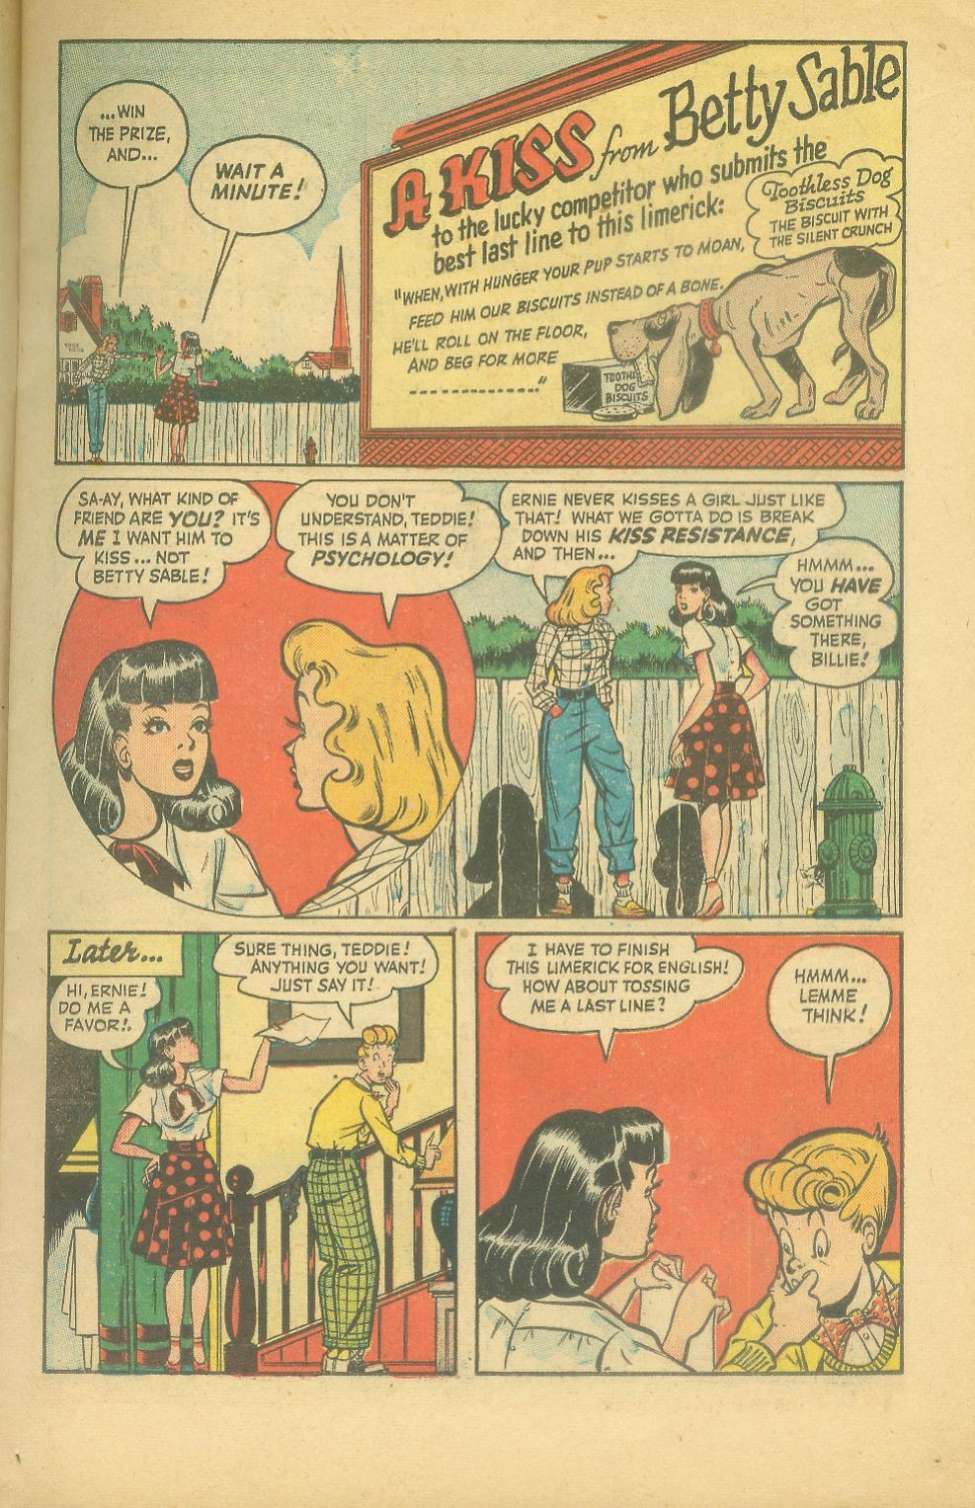 ...WIN
THE PRIZE,
AND...
WAIT A
MINUTE!
A KISS from Betty Sable
to the lucky competitor who submits the
best last line to this limerick:
"WHEN, WITH HUNGER YOUR PUP STARTS TO MOAN,
FEED HIM OUR BISCUITS INSTEAD OF A BONE.
HE'LL ROLL ON THE FLOOR,
AND BEG FOR MORE
- - - - - - - - - - - - - ."
Toothless Dog
Biscuits
THE BISCUIT WITH
THE SILENT CRUNCH
DOG
BISCUITS
SA-AY, WHAT KIND OF
FRIEND ARE YOU? IT'S
ME I WANT HIM TO
KISS... NOT
BETTY SABLE!
YOU DON'T
UNDERSTAND, TEDDIE!
THIS IS A MATTER OF
PSYCHOLOGY!
ERNIE NEVER KISSES A GIRL JUST LIKE
THAT! WHAT WE GOTTA DO IS BREAK
DOWN HIS KISS RESISTANCE,
AND THEN...
HMMM...
YOU HAVE
GOT
SOMETHING
THERE,
BILLIE!
Later...
HI, ERNIE!
DO ME A
FAVOR!
SURE THING, TEDDIE!
ANYTHING YOU WANT!
JUST SAY IT!
I HAVE TO FINISH
THIS LIMERICK FOR ENGLISH!
HOW ABOUT TOSSING
ME A LAST LINE?
HMMM...
LEMME
THINK!